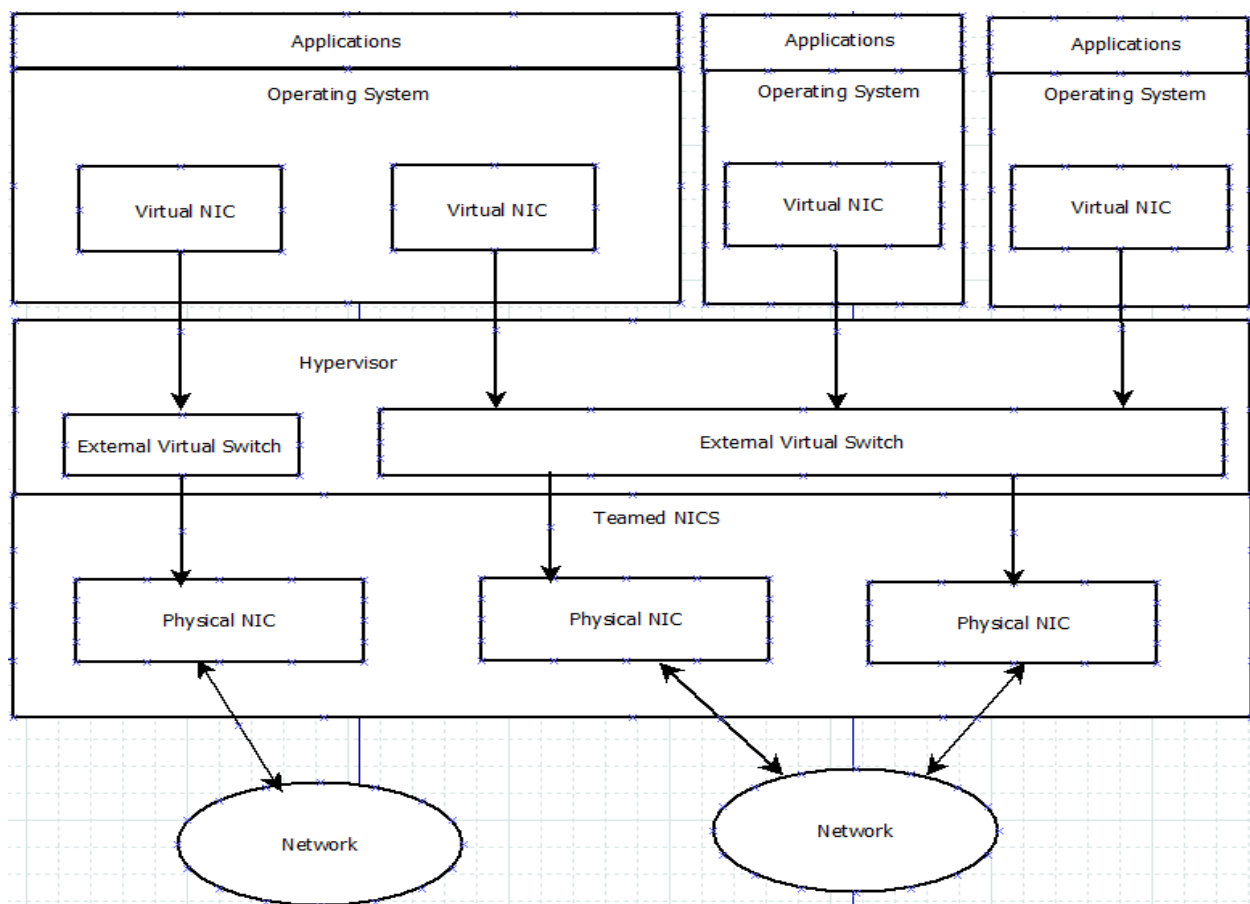 Applications
Applications
Applications
Operating System
Operating System
Operating System
Virtual NIC
Virtual NIC
Virtual NIC
Virtual NIC
Hypervisor
External Virtual Switch
External Virtual Switch
Teamed NICS
Physical NIC
Physical NIC
Physical NIC
Network
Network